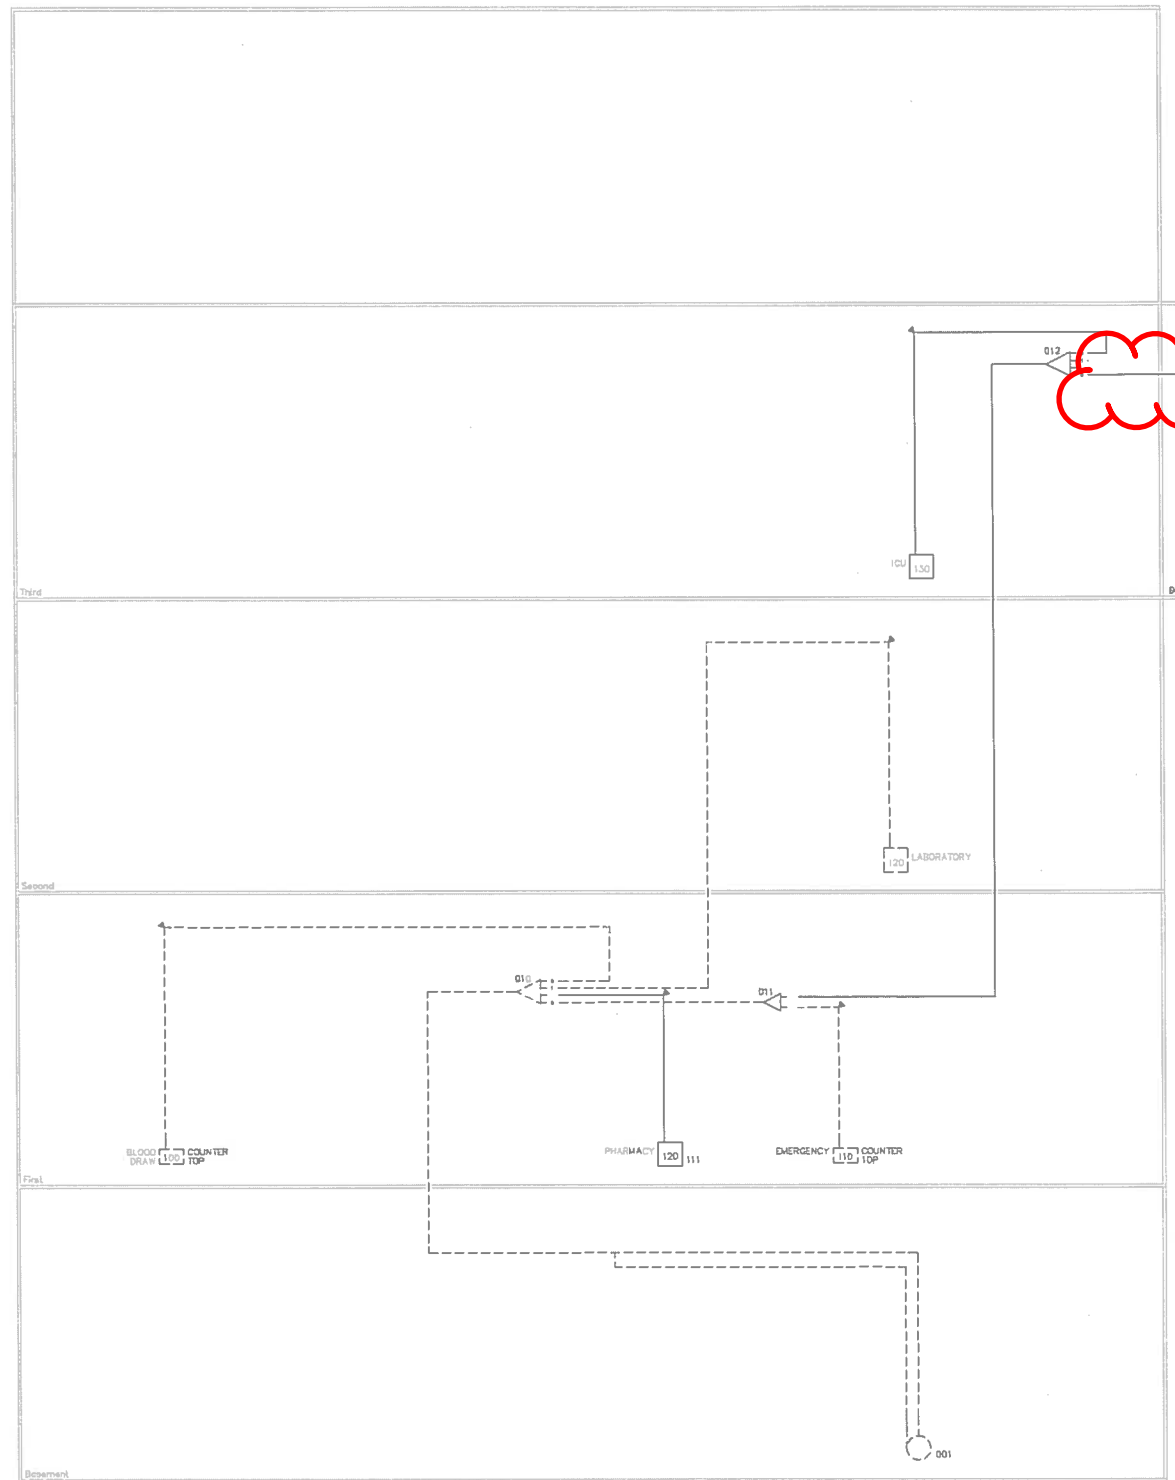 012
ICU
130
Third
120
LABORATORY
Second
010
011
BLOOD
DRAW
100
COUNTER
TOP
PHARMACY
120
111
EMERGENCY
110
COUNTER
TOP
First
001
Basement